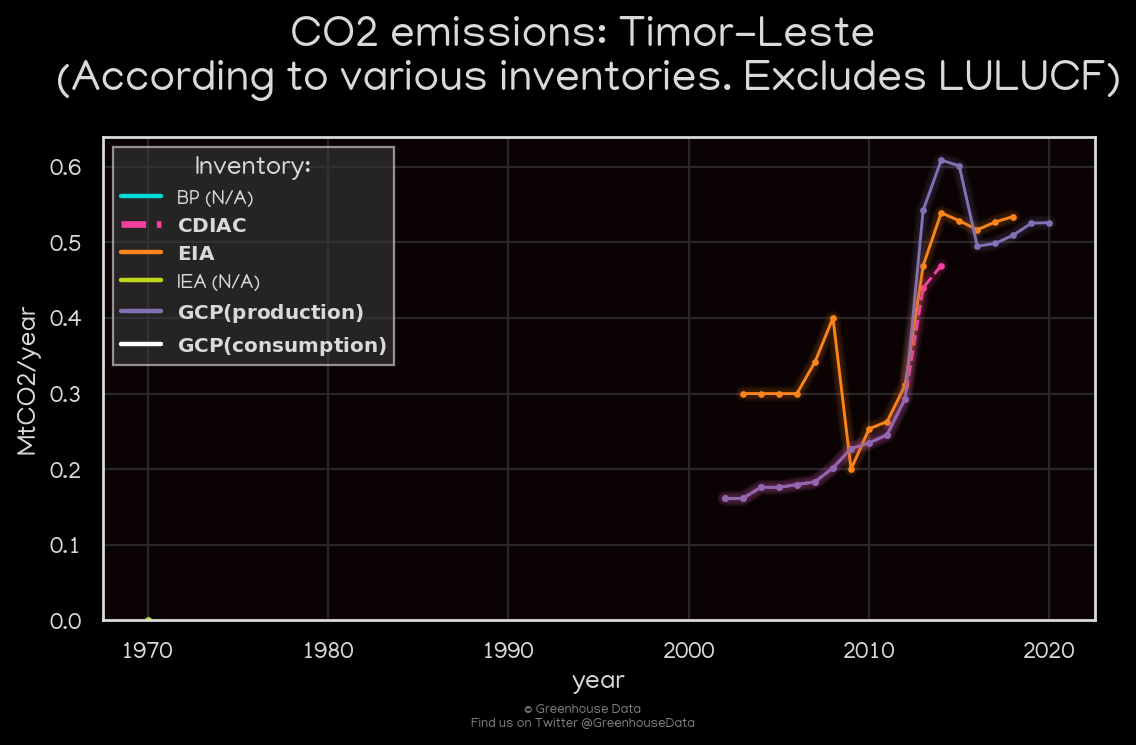 CO2 emissions: Timor-Leste
(According to various inventories. Excludes LULUCF)
Inventory:
BP (N/A)
CDIAC
EIA
IEA (N/A)
GCP(production)
GCP(consumption)
MtCO2/year
0.6
0.5
0.4
0.3
0.2
0.1
0.0
1970 1980 1990 2000 2010 2020
year
© Greenhouse Data
Find us on Twitter @GreenhouseData